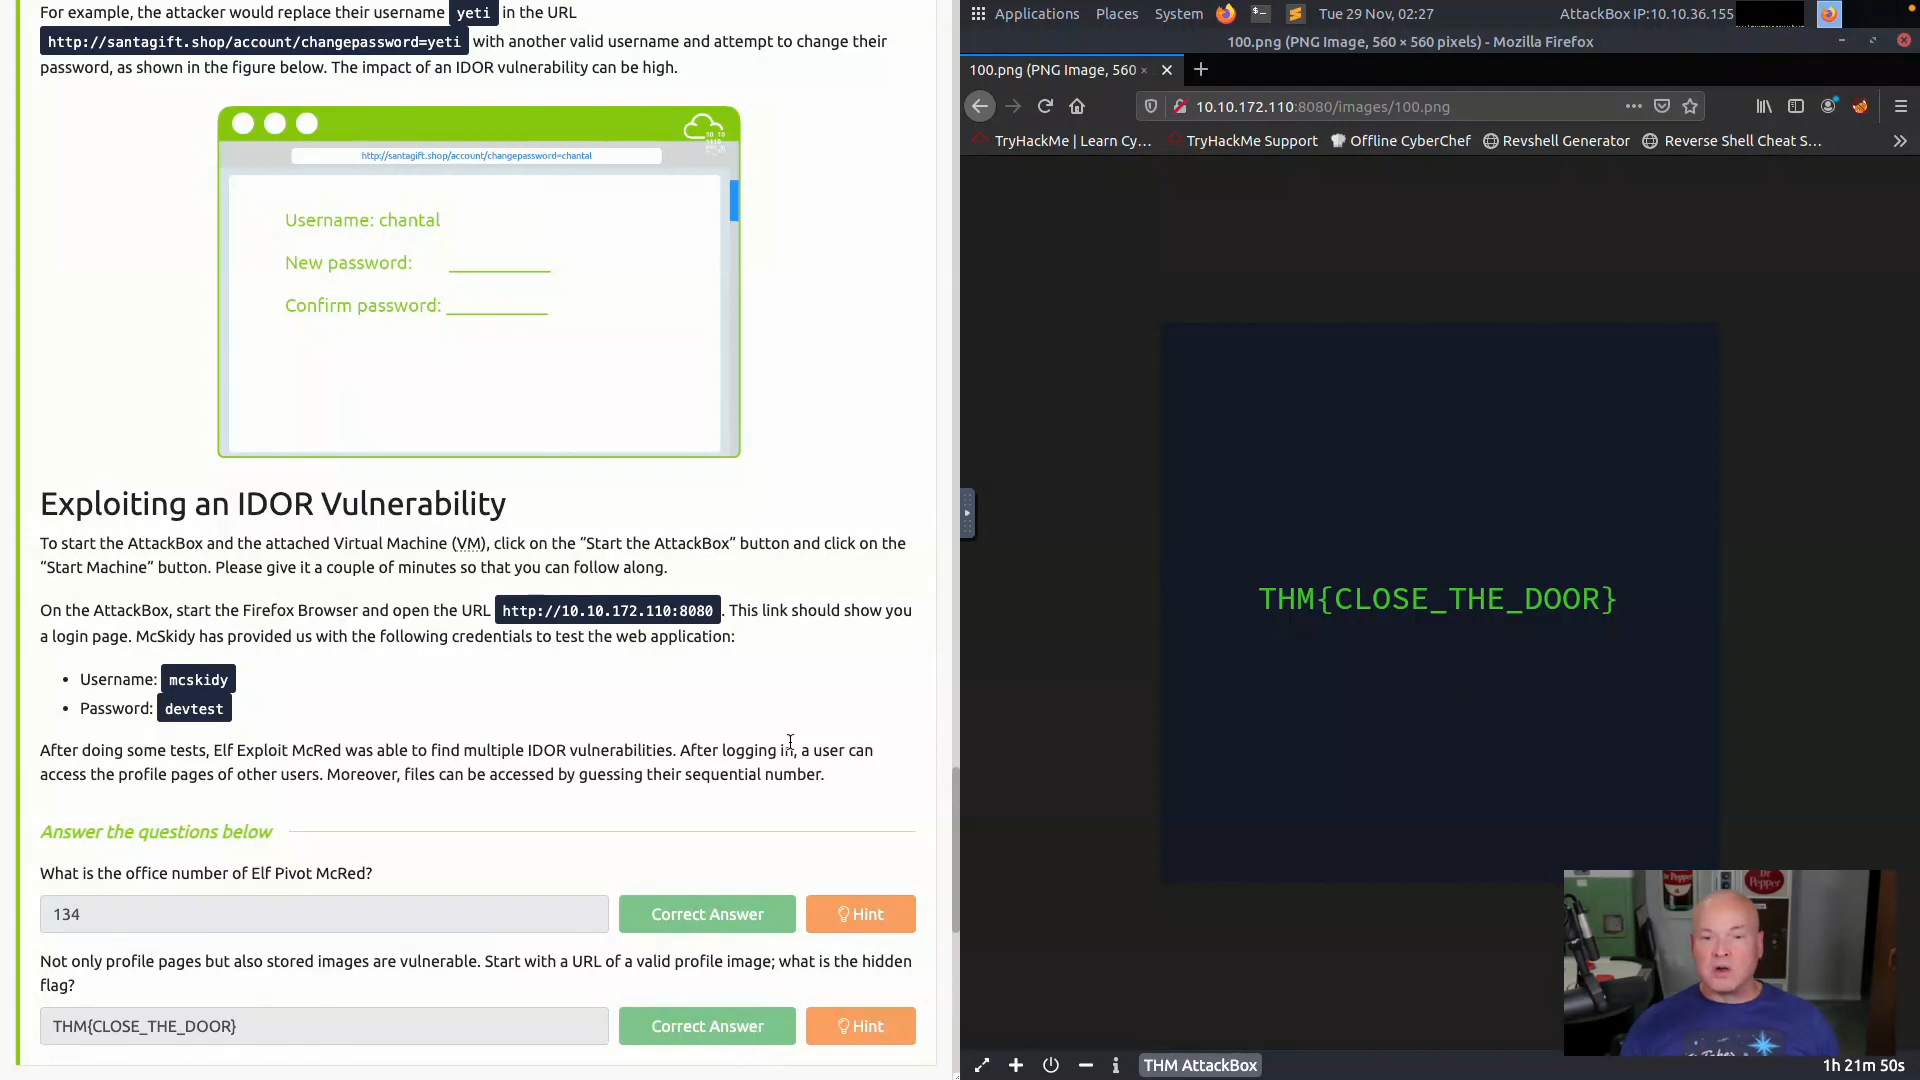 For example, the attacker would replace their username yeti in the URL
http://santagift.shop/account/changepassword=yeti with another valid username and attempt to change their
password, as shown in the figure below. The impact of an IDOR vulnerability can be high.
http://santagift.shop/account/changepassword=chantal
Username: chantal
New password: __________
Confirm password: __________
Exploiting an IDOR Vulnerability
To start the AttackBox and the attached Virtual Machine (VM), click on the “Start the AttackBox” button and click on the
“Start Machine” button. Please give it a couple of minutes so that you can follow along.
On the AttackBox, start the Firefox Browser and open the URL http://10.10.172.110:8080. This link should show you
a login page. McSkidy has provided us with the following credentials to test the web application:
• Username: mcskidy
• Password: devtest
After doing some tests, Elf Exploit McRed was able to find multiple IDOR vulnerabilities. After logging in, a user can
access the profile pages of other users. Moreover, files can be accessed by guessing their sequential number.
Answer the questions below
What is the office number of Elf Pivot McRed?
134 Correct Answer Hint
Not only profile pages but also stored images are vulnerable. Start with a URL of a valid profile image; what is the hidden
flag?
THM{CLOSE_THE_DOOR} Correct Answer Hint
Applications Places System Tue 29 Nov, 02:27 AttackBox IP:10.10.36.155
100.png (PNG Image, 560 × 560 pixels) - Mozilla Firefox
100.png (PNG Image, 560 ×
10.10.172.110:8080/images/100.png
TryHackMe | Learn Cy… TryHackMe Support Offline CyberChef Revshell Generator Reverse Shell Cheat S…
THM{CLOSE_THE_DOOR}
Dr Pepper
THM AttackBox 1h 21m 50s